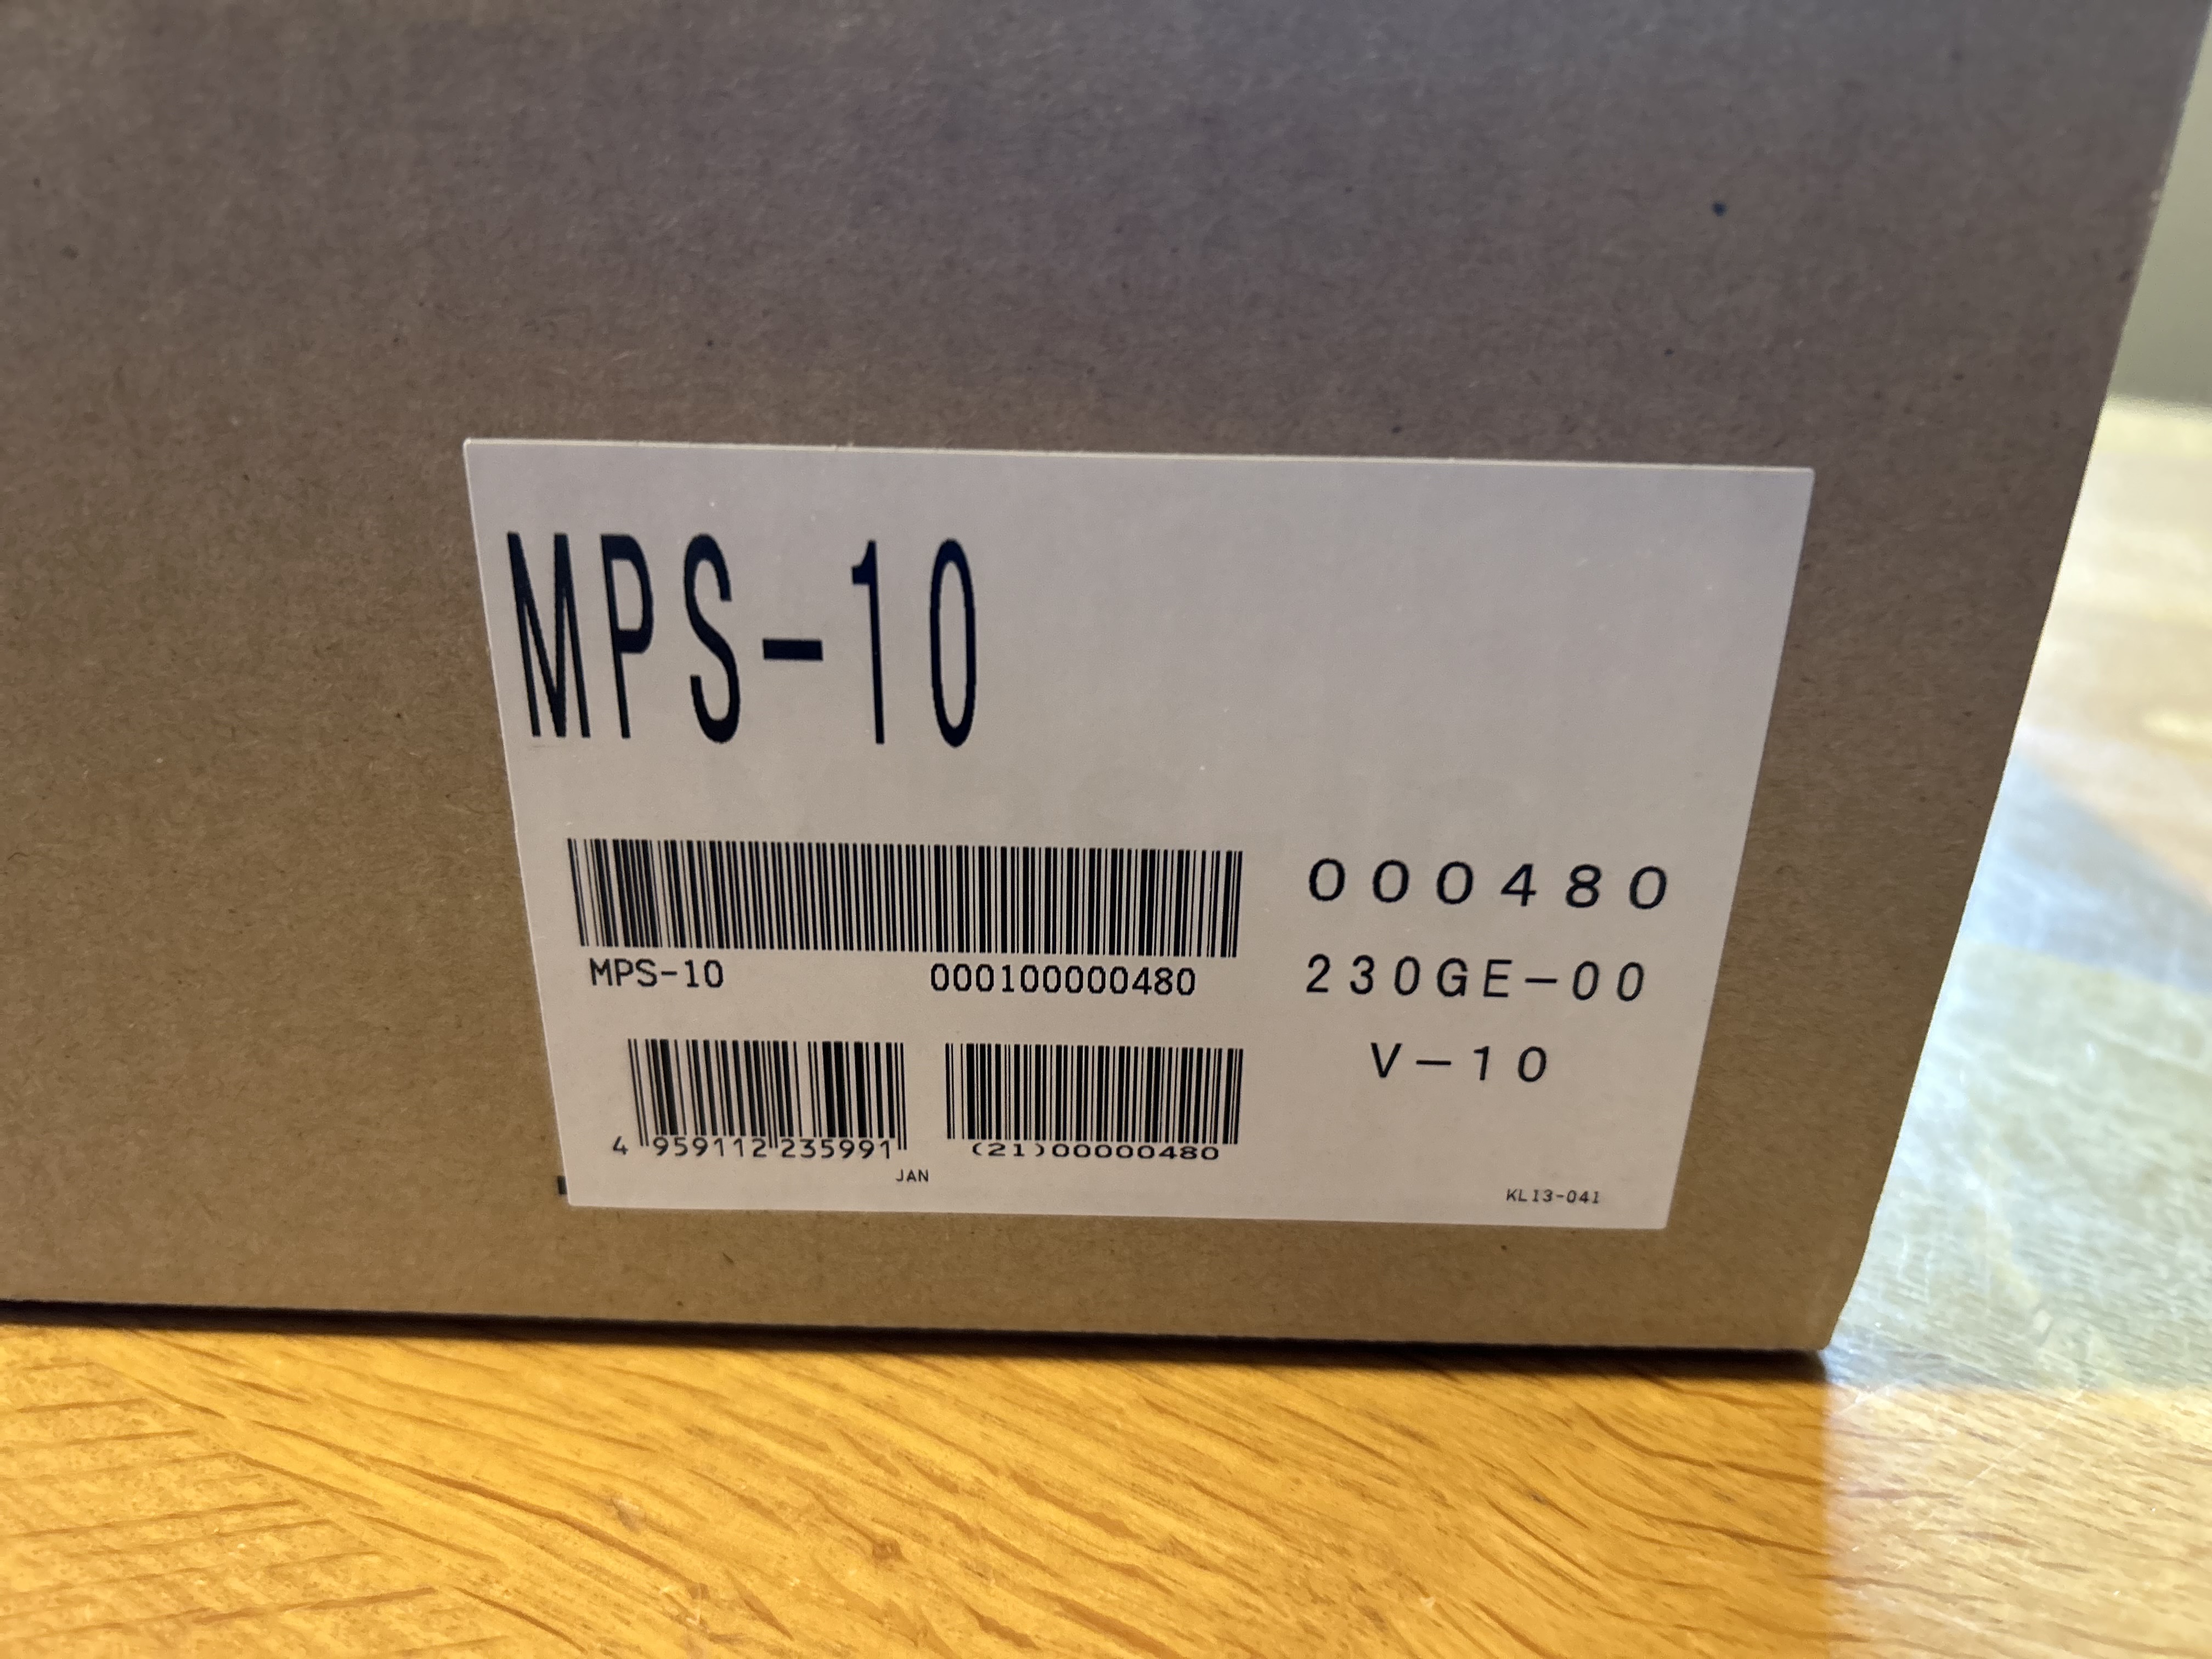 MPS-10
000480
MPS-10 000100000480
230GE-00
V-10
4 959112 235991
JAN
(21)00000480
KL13-041